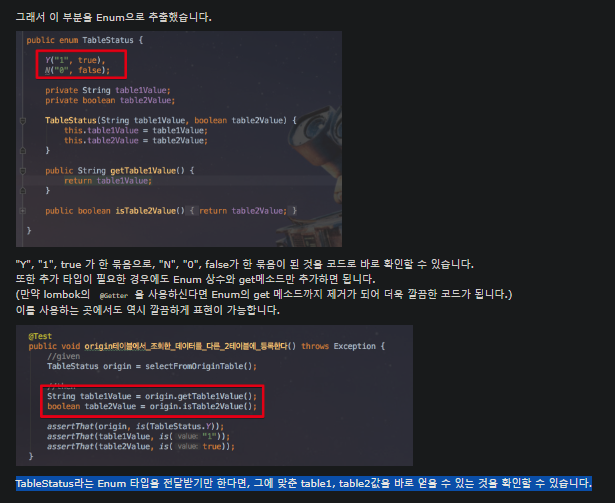 그래서 이 부분을 Enum으로 추출했습니다.
public enum TableStatus {
Y("1", true),
N("0", false);
private String table1Value;
private boolean table2Value;
TableStatus(String table1Value, boolean table2Value) {
this.table1Value = table1Value;
this.table2Value = table2Value;
}
public String getTable1Value() {
return table1Value;
}
public boolean isTable2Value() { return table2Value; }
}
"Y", "1", true 가 한 묶음으로, "N", "0", false가 한 묶음이 된 것을 코드로 바로 확인할 수 있습니다.
또한 추가 타입이 필요한 경우에도 Enum 상수와 get메소드만 추가하면 됩니다.
(만약 lombok의 @Getter 을 사용하신다면 Enum의 get 메소드까지 제거가 되어 더욱 깔끔한 코드가 됩니다.)
이를 사용하는 곳에서도 역시 깔끔하게 표현이 가능합니다.
@Test
public void origin테이블에서_조회한_데이터를_다른_2테이블에_등록한다() throws Exception {
//given
TableStatus origin = selectFromOriginTable();
String table1Value = origin.getTable1Value();
boolean table2Value = origin.isTable2Value();
assertThat(origin, is(TableStatus.Y));
assertThat(table1Value, is( value: "1"));
assertThat(table2Value, is( value: true));
}
TableStatus라는 Enum 타입을 전달받기만 한다면, 그에 맞춘 table1, table2값을 바로 얻을 수 있는 것을 확인할 수 있습니다.